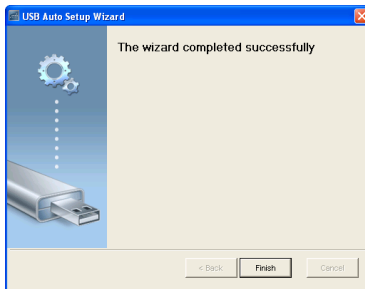 USB Auto Setup Wizard
The wizard completed successfully
< Back
Finish
Cancel